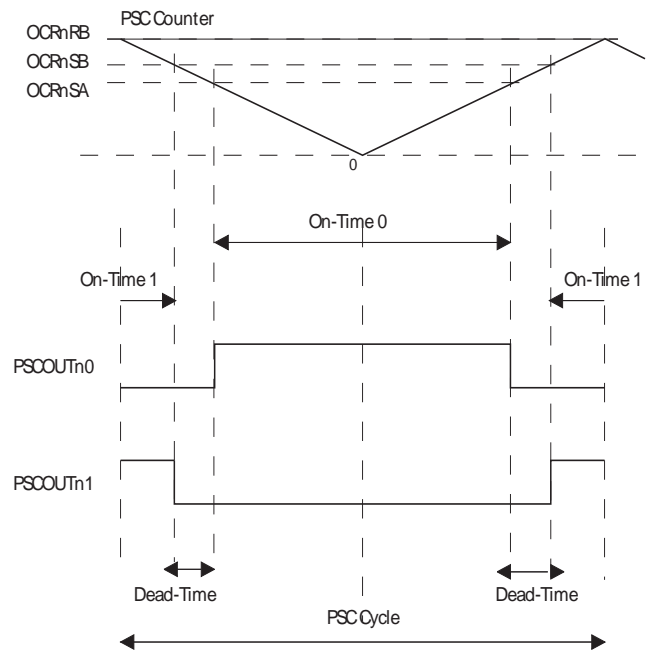 PSC Counter
OCRnRB
OCRnSB
OCRnSA
0
On-Time 0
On-Time 1
On-Time 1
PSCOUTn0
PSCOUTn1
Dead-Time
Dead-Time
PSC Cycle